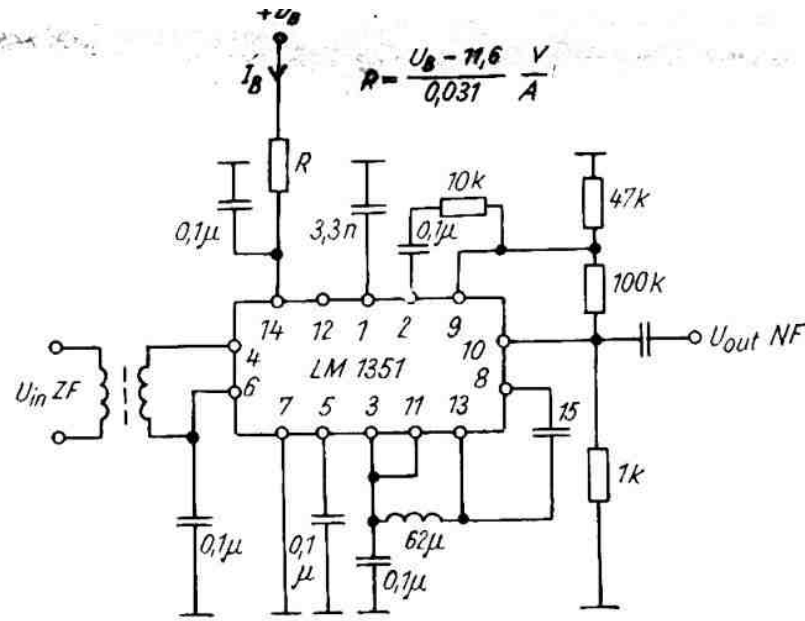 +U_B
I_B
R = (U_B − 11,6) / 0,031 V/A
R
0,1µ
3,3n
10k
0,1µ
47k
100k
14 12 1 2 9
4
10
U_out NF
U_in ZF
LM 1351
6
8
7 5 3 11 13
15
1k
0,1µ
0,1
µ
62µ
0,1µ